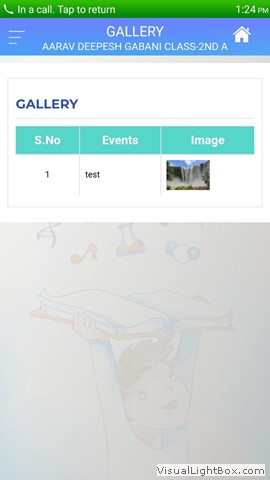 In a call. Tap to return 1:24 PM
GALLERY
AARAV DEEPESH GABANI CLASS-2ND A
GALLERY
S.No Events Image
1 test
VisualLightBox.com